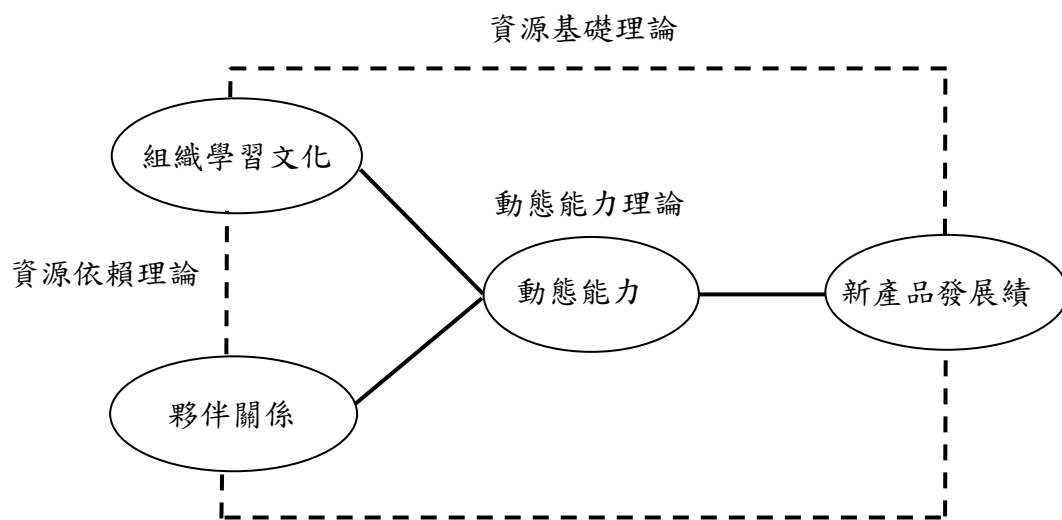 資源基礎理論
組織學習文化
動態能力理論
資源依賴理論
動態能力
新產品發展績
夥伴關係